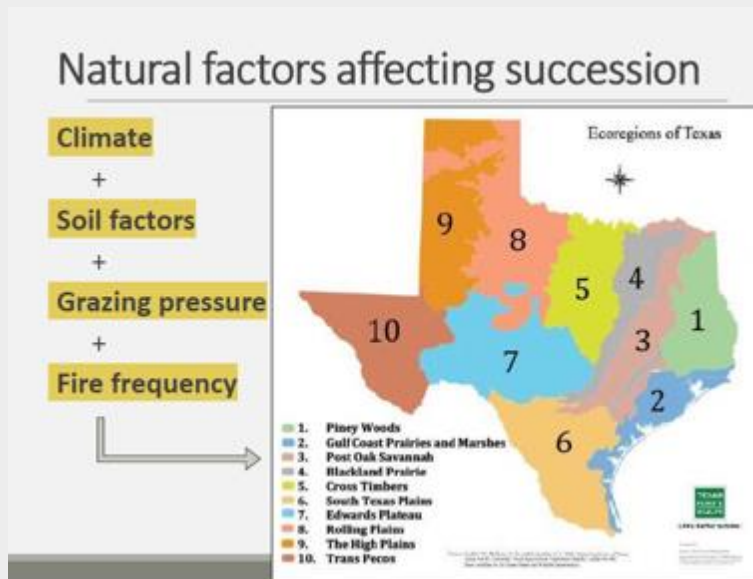 Natural factors affecting succession
Climate
+
Soil factors
+
Grazing pressure
+
Fire frequency
Ecoregions of Texas
9
8
5
4
1
3
10
7
2
6
1. Piney Woods
2. Gulf Coast Prairies and Marshes
3. Post Oak Savannah
4. Blackland Prairie
5. Cross Timbers
6. South Texas Plains
7. Edwards Plateau
8. Rolling Plains
9. The High Plains
10. Trans Pecos
TEXAS
PARKS &
WILDLIFE